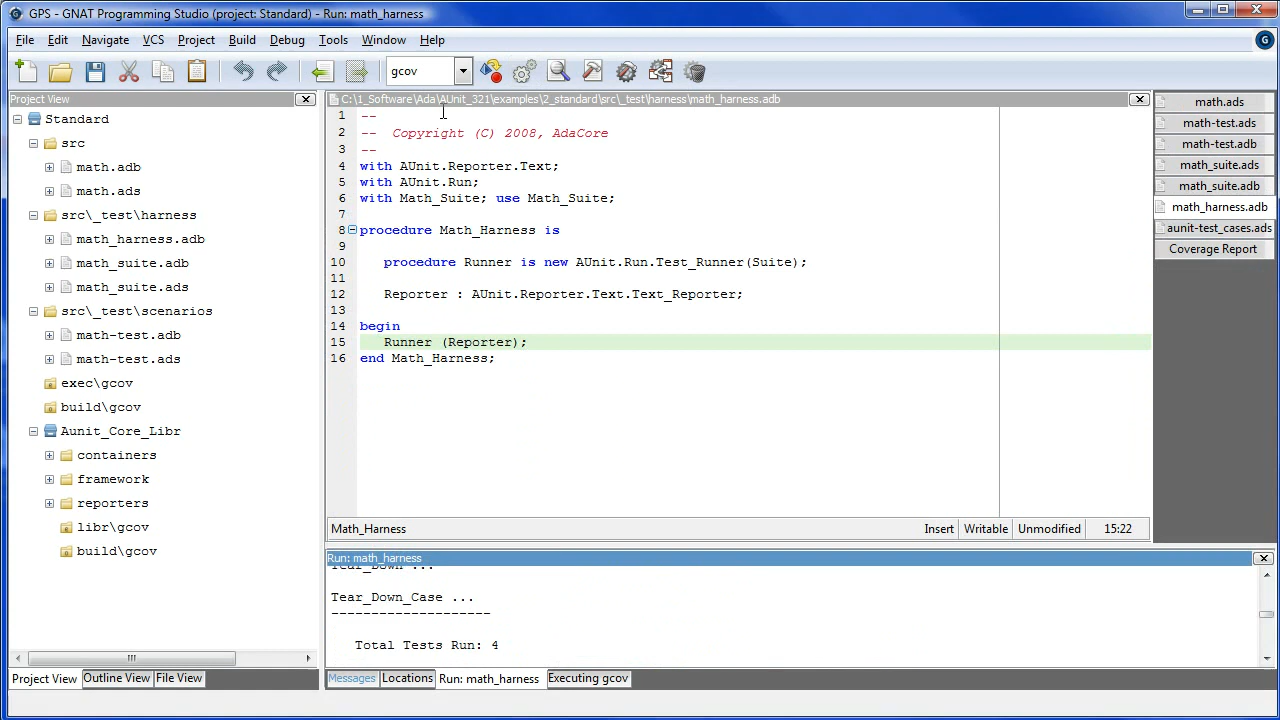 GPS - GNAT Programming Studio (project: Standard) - Run: math_harness
File Edit Navigate VCS Project Build Debug Tools Window Help
gcov
Project View
C:\1_Software\Ada\AUnit_321\examples\2_standard\src\_test\harness\math_harness.adb
Standard
src
math.adb
math.ads
src\_test\harness
math_harness.adb
math_suite.adb
math_suite.ads
src\_test\scenarios
math-test.adb
math-test.ads
exec\gcov
build\gcov
Aunit_Core_Libr
containers
framework
reporters
libr\gcov
build\gcov
Project View Outline View File View
1 --
2 -- Copyright (C) 2008, AdaCore
3 --
4 with AUnit.Reporter.Text;
5 with AUnit.Run;
6 with Math_Suite; use Math_Suite;
7
8 procedure Math_Harness is
9
10 procedure Runner is new AUnit.Run.Test_Runner(Suite);
11
12 Reporter : AUnit.Reporter.Text.Text_Reporter;
13
14 begin
15 Runner (Reporter);
16 end Math_Harness;
Math_Harness Insert Writable Unmodified 15:22
math.ads
math-test.ads
math-test.adb
math_suite.ads
math_suite.adb
math_harness.adb
aunit-test_cases.ads
Coverage Report
Run: math_harness
Tear_Down ...
Tear_Down_Case ...
--------------------
Total Tests Run: 4
Messages Locations Run: math_harness Executing gcov